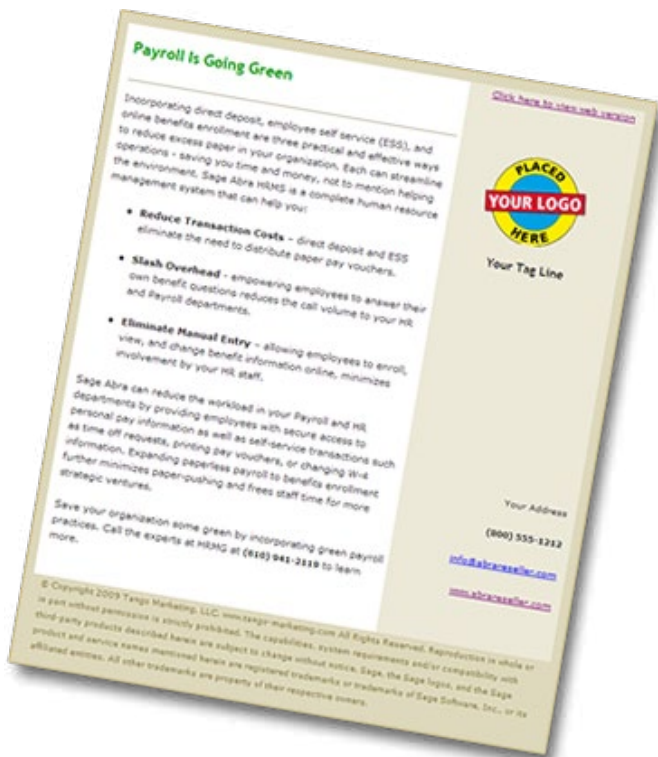 Payroll Is Going Green
Incorporating direct deposit, employee self service (ESS), and
online benefits enrollment are three practical and effective ways
to reduce excess paper in your organization. Each can streamline
operations - saving you time and money, not to mention helping
the environment. Sage Abra HRMS is a complete human resource
management system that can help you:
• Reduce Transaction Costs – direct deposit and ESS
eliminate the need to distribute paper pay vouchers.
• Slash Overhead - empowering employees to answer their
own benefit questions reduces the call volume to your HR
and Payroll departments.
• Eliminate Manual Entry – allowing employees to enroll,
view, and change benefit information online, minimizes
involvement by your HR staff.
Sage Abra can reduce the workload in your Payroll and HR
departments by providing employees with secure access to
personal pay information as well as self-service transactions such
as time off requests, printing pay vouchers, or changing W-4
information. Expanding paperless payroll to benefits enrollment
further minimizes paper-pushing and frees staff time for more
strategic ventures.
Save your organization some green by incorporating green payroll
practices. Call the experts at HRMG at (610) 941-2119 to learn
more.
Click here to view web version
PLACED
YOUR LOGO
HERE
Your Tag Line
Your Address
(800) 555-1212
info@abrareseller.com
www.abrareseller.com
© Copyright 2009 Tango Marketing, LLC. www.tango-marketing.com All Rights Reserved. Reproduction in whole or
in part without permission is strictly prohibited. The capabilities, system requirements and/or compatibility with
third-party products described herein are subject to change without notice. Sage, the Sage logos, and the Sage
product and service names mentioned herein are registered trademarks or trademarks of Sage Software, Inc., or its
affiliated entities. All other trademarks are property of their respective owners.